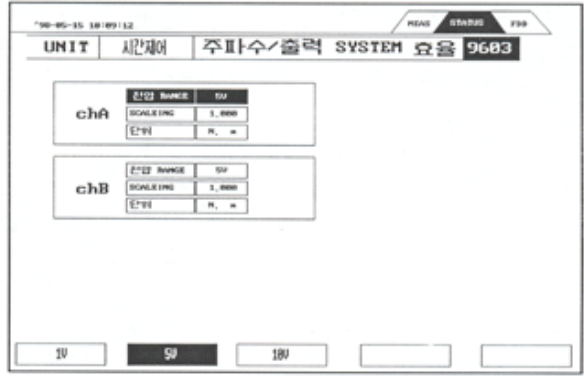 '98-05-15 10:09:12 MEAS STATUS FDD
UNIT 시간제어 주파수/출력 SYSTEM 효율 9603
chA
전압 RANGE 5V
SCALEING 1.000
단위 N. m
chB
전압 RANGE 5V
SCALEING 1.000
단위 N. m
1V 5V 10V